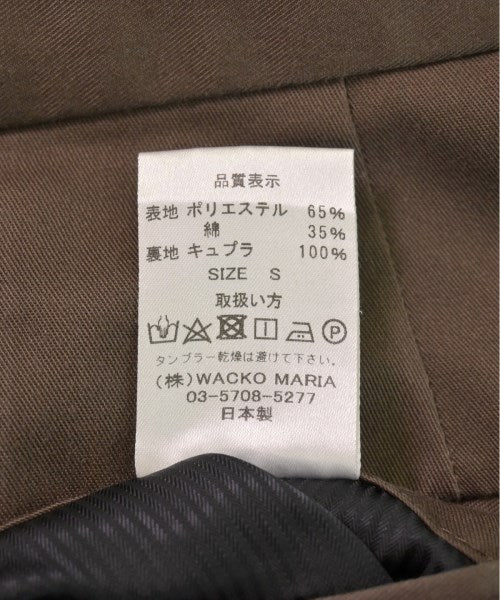 品質表示
表地 ポリエステル 65%
綿 35%
裏地 キュプラ 100%
SIZE S
取扱い方
P
タンブラー乾燥は避けて下さい。
(株)WACKO MARIA
03-5708-5277
日本製